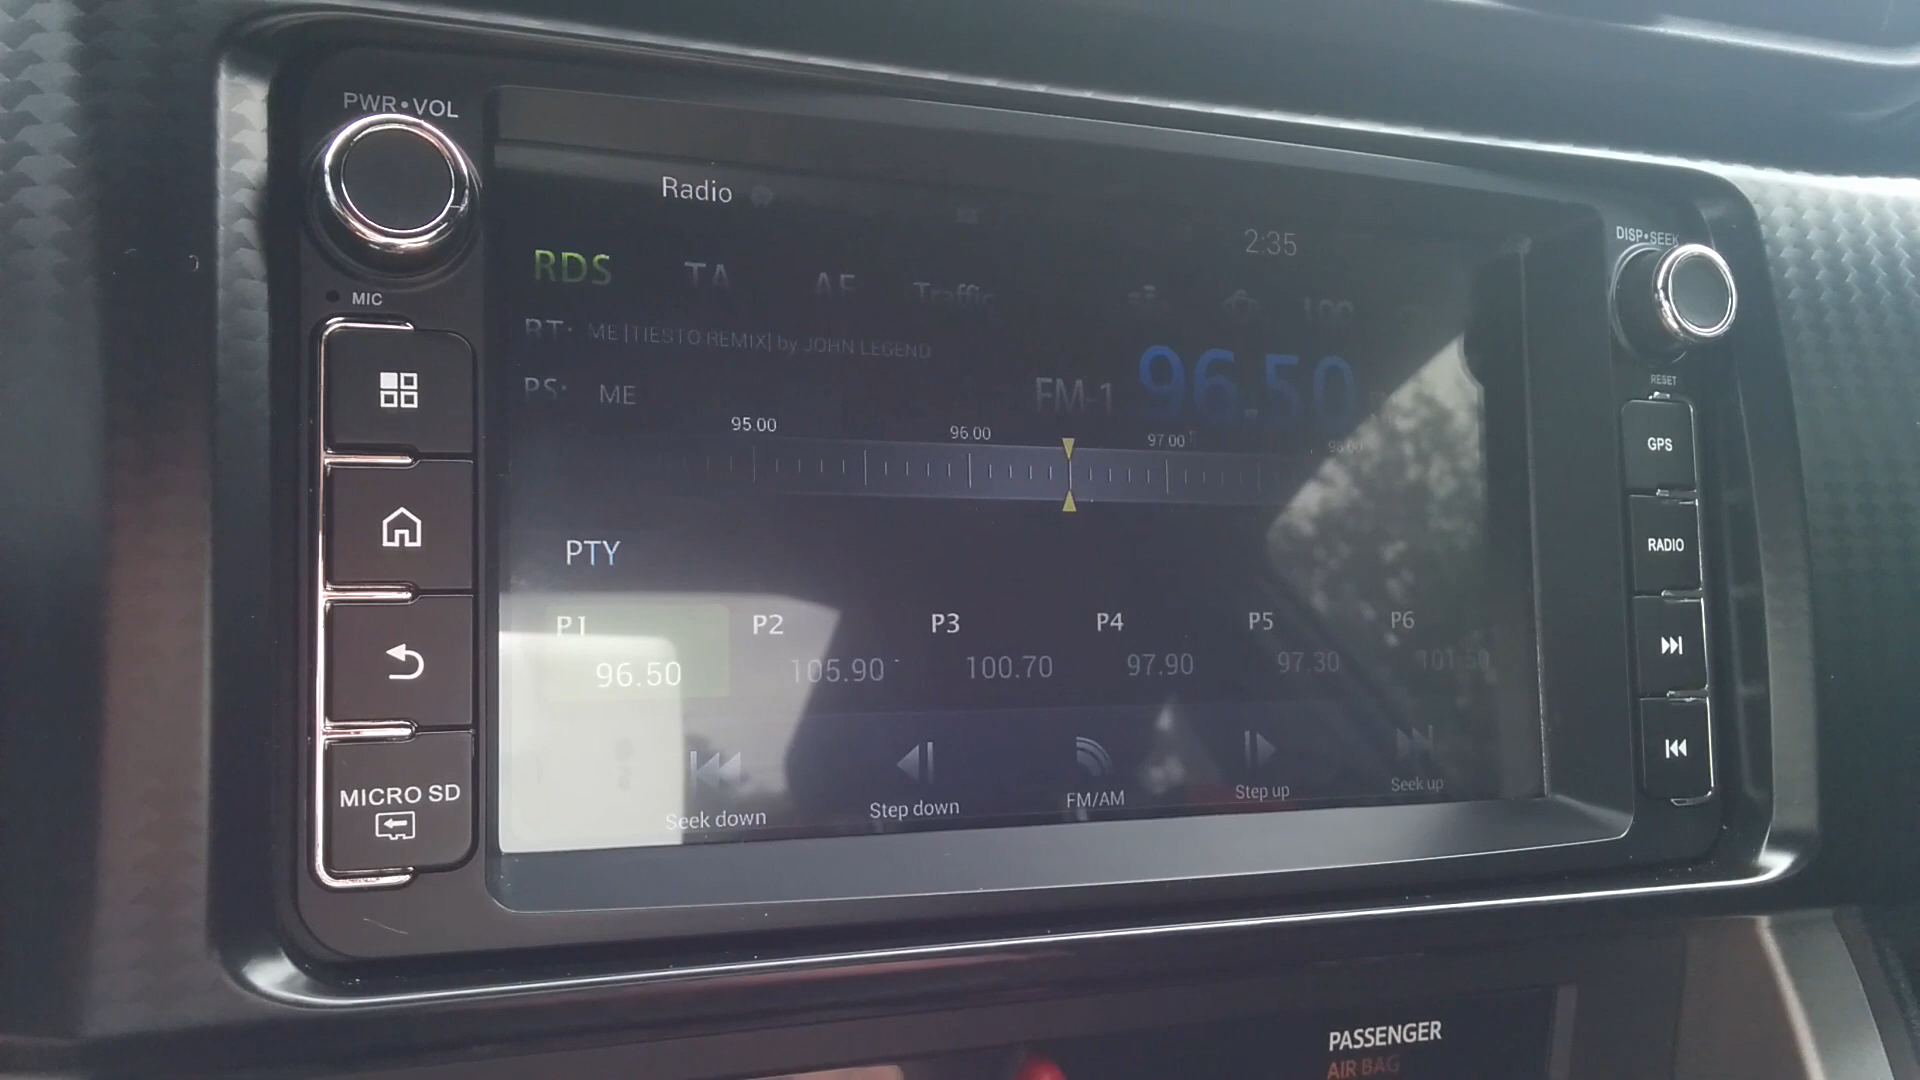 PWR•VOL
DISP•SEEK
Radio
2:35
RDS TA AF Traffic 100
MIC
RT: ME |TIESTO REMIX| by JOHN LEGEND
PS: ME
FM-1 96.50
RESET
95.00 96.00 97.00 98.00
GPS
RADIO
PTY
P1 P2 P3 P4 P5 P6
96.50 105.90 100.70 97.90 97.30 101.50
MICRO SD
Seek down Step down FM/AM Step up Seek up
PASSENGER
AIR BAG